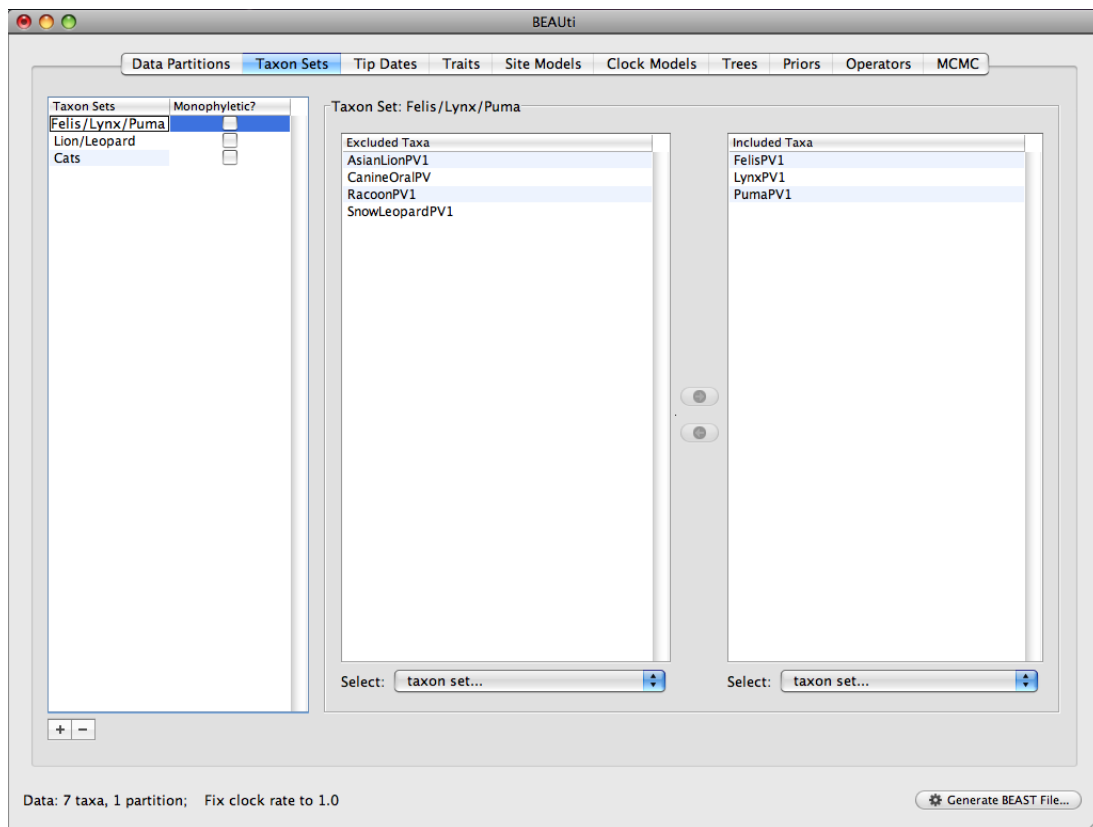 BEAUti
Data Partitions Taxon Sets Tip Dates Traits Site Models Clock Models Trees Priors Operators MCMC
Taxon Sets Monophyletic?
Felis/Lynx/Puma
Lion/Leopard
Cats
Taxon Set: Felis/Lynx/Puma
Excluded Taxa
AsianLionPV1
CanineOralPV
RacoonPV1
SnowLeopardPV1
Select: taxon set...
Included Taxa
FelisPV1
LynxPV1
PumaPV1
Select: taxon set...
+ −
Data: 7 taxa, 1 partition; Fix clock rate to 1.0
Generate BEAST File...